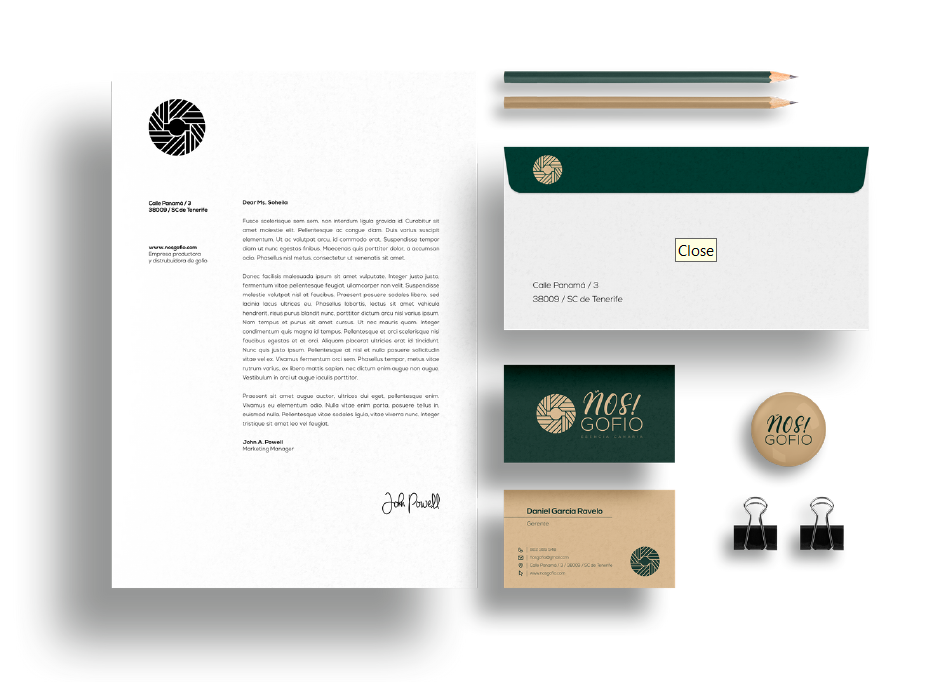 Calle Panamá / 3
38009 / SC de Tenerife
www.nosgofio.com
Empresa productora
y distribuidora de gofio
Dear Ms. Soheila
Fusce scelerisque sem sem, non interdum ligula gravida id. Curabitur sit
amet molestie elit. Pellentesque ac congue diam. Duis varius suscipit
elementum. Ut ac volutpat arcu, id commodo erat. Suspendisse tempor
diam ut nunc egestas finibus. Maecenas quis porttitor dolor, a accumsan
odio. Phasellus nisl metus, consectetur ut venenatis sit amet.
Donec facilisis malesuada ipsum sit amet vulputate. Integer justo justo,
fermentum vitae pellentesque feugiat, ullamcorper non velit. Suspendisse
molestie volutpat nisl at faucibus. Praesent posuere sodales libero, sed
lacinia lacus ultrices eu. Phasellus lobortis, lectus sit amet vehicula
hendrerit, risus purus blandit nunc, porttitor dictum arcu nisl varius ipsum.
Nam tempus et purus sit amet cursus. Ut nec mauris quam. Integer
condimentum quis magna id tempus. Pellentesque et orci scelerisque nisl
faucibus egestas et at orci. Aliquam placerat ultricies erat id tincidunt.
Nunc quis justo ipsum. Pellentesque at nisl et nulla posuere sollicitudin
vitae vel ex. Vivamus fermentum orci sem. Phasellus tempor, metus vitae
rutrum varius, ex libero mattis sapien, nec dictum enim augue non augue.
Vestibulum in orci ut augue iaculis porttitor.
Praesent sit amet augue auctor, ultrices dui eget, pellentesque enim.
Vivamus eu elementum odio. Nulla vitae enim porta, posuere tellus in,
euismod nulla. Pellentesque vitae sodales ligula, vitae viverra nunc. Integer
tristique sit amet leo vel feugiat.
John A. Powell
Marketing Manager
John Powell
Close
Calle Panamá / 3
38009 / SC de Tenerife
ÑOS!
GOFIO
ÑOS!
GOFIO
Daniel García Ravelo
Gerente
Calle Panamá / 3 / 38009 / SC de Tenerife
www.nosgofio.com